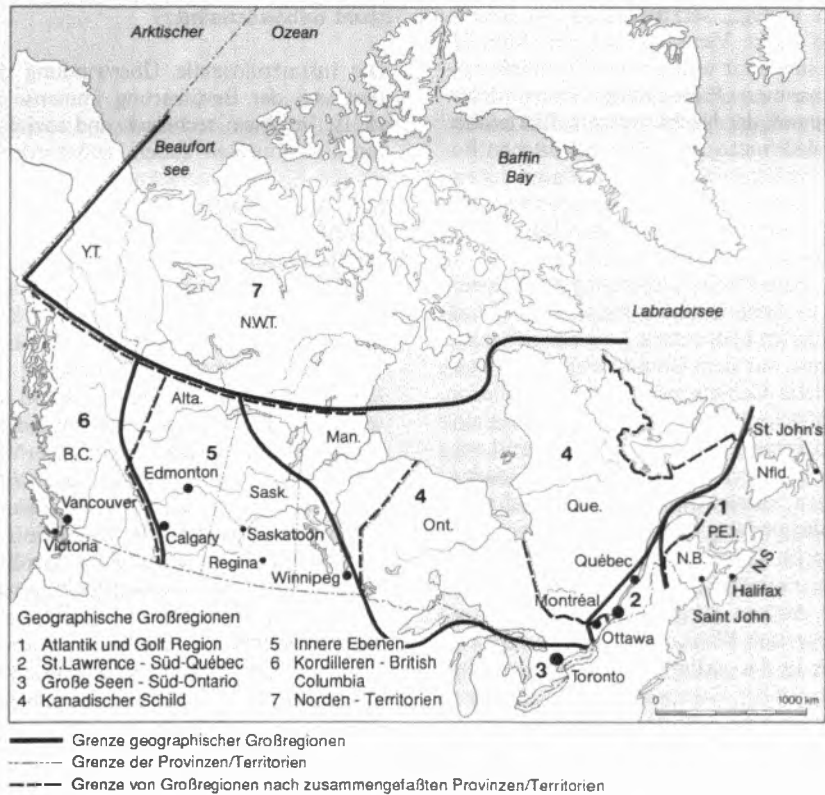 Arktischer Ozean
Beaufort
see
Baffin
Bay
Y.T.
7
N.W.T.
Labradorsee
6
B.C.
Alta.
5
Edmonton
Man.
4
Sask.
4
Ont.
Que.
St. John's
Nfld.
1
P.E.I.
N.B.
N.S.
Vancouver
Victoria
Calgary
Saskatoon
Regina
Winnipeg
Québec
Montréal
2
Ottawa
Halifax
Saint John
3
Toronto
Geographische Großregionen
1 Atlantik und Golf Region
2 St.Lawrence - Süd-Québec
3 Große Seen - Süd-Ontario
4 Kanadischer Schild
5 Innere Ebenen
6 Kordilleren - British
Columbia
7 Norden - Territorien
0 1000 km
Grenze geographischer Großregionen
Grenze der Provinzen/Territorien
Grenze von Großregionen nach zusammengefaßten Provinzen/Territorien